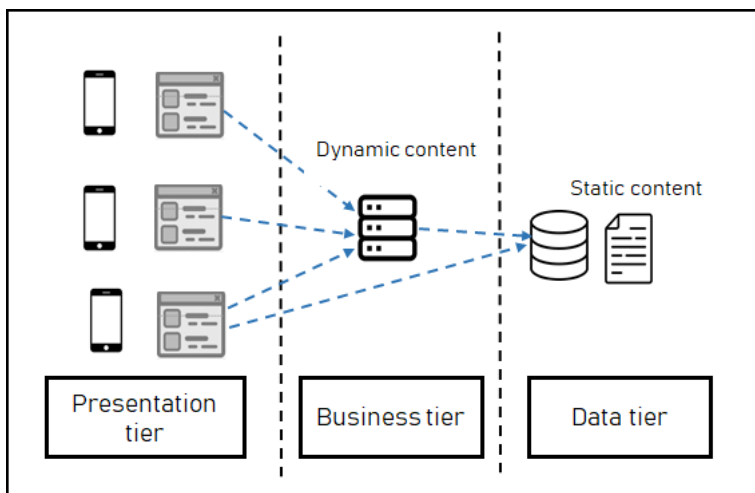 Dynamic content
Static content
Presentation
tier
Business tier
Data tier